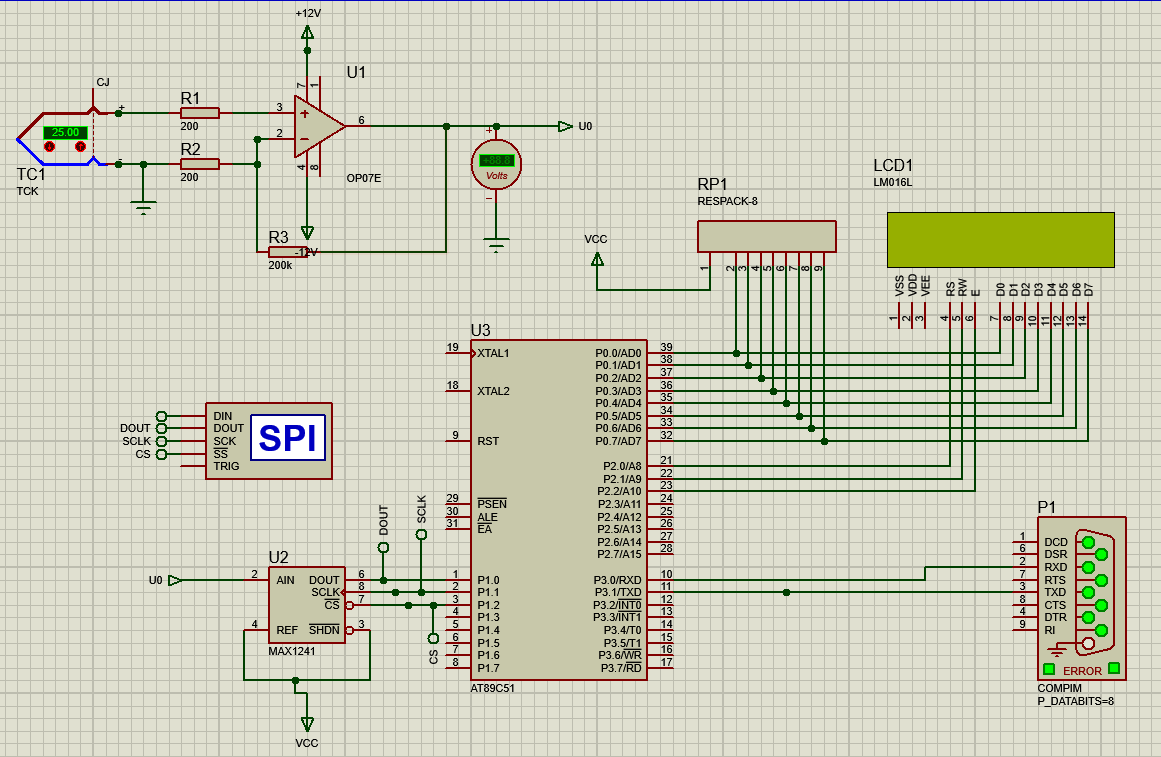 +12V
CJ
U1
R1
200
25.00
R2
200
TC1
TCK
+
-
3
2
7
1
6
4
8
OP07E
-12V
R3
200k
+88.8
Volts
U0
RP1
RESPACK-8
VCC
1
2
3
4
5
6
7
8
9
LCD1
LM016L
VSS
VDD
VEE
RS
RW
E
D0
D1
D2
D3
D4
D5
D6
D7
1
2
3
4
5
6
7
8
9
10
11
12
13
14
U3
19 XTAL1
18 XTAL2
9 RST
29 PSEN
30 ALE
31 EA
1 P1.0
2 P1.1
3 P1.2
4 P1.3
5 P1.4
6 P1.5
7 P1.6
8 P1.7
P0.0/AD0 39
P0.1/AD1 38
P0.2/AD2 37
P0.3/AD3 36
P0.4/AD4 35
P0.5/AD5 34
P0.6/AD6 33
P0.7/AD7 32
P2.0/A8 21
P2.1/A9 22
P2.2/A10 23
P2.3/A11 24
P2.4/A12 25
P2.5/A13 26
P2.6/A14 27
P2.7/A15 28
P3.0/RXD 10
P3.1/TXD 11
P3.2/INT0 12
P3.3/INT1 13
P3.4/T0 14
P3.5/T1 15
P3.6/WR 16
P3.7/RD 17
AT89C51
DIN
DOUT DOUT
SCLK SCK
CS SS
TRIG
SPI
DOUT
SCLK
CS
U2
U0
2 AIN
4 REF
DOUT 6
SCLK 8
CS 7
SHDN 3
MAX1241
VCC
P1
1 DCD
6 DSR
2 RXD
7 RTS
3 TXD
8 CTS
4 DTR
9 RI
ERROR
COMPIM
P_DATABITS=8